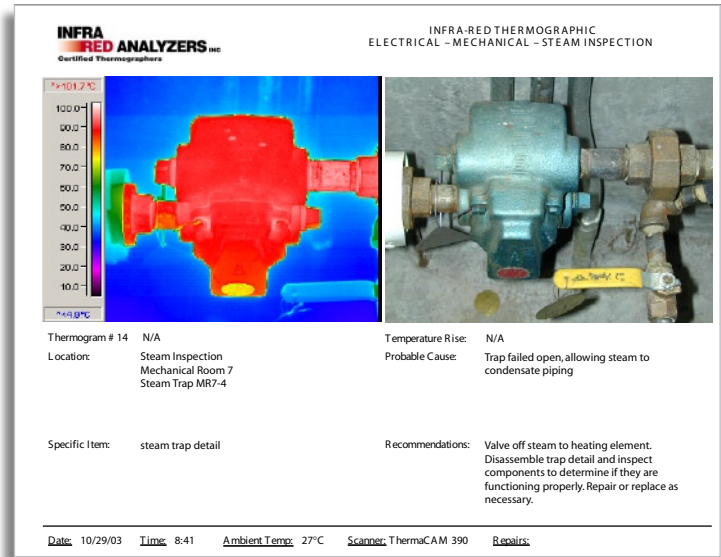 INFRA
RED ANALYZERS INC
Certified Thermographers
INFRA-RED THERMOGRAPHIC
ELECTRICAL – MECHANICAL – STEAM INSPECTION
*>101.7°C
100.0
90.0
80.0
70.0
60.0
50.0
40.0
30.0
20.0
10.0
*<4.9°C
Thermogram # 14 N/A
Temperature Rise: N/A
Location: Steam Inspection
Mechanical Room 7
Steam Trap MR7-4
Probable Cause: Trap failed open, allowing steam to
condensate piping
Specific Item: steam trap detail
Recommendations: Valve off steam to heating element.
Disassemble trap detail and inspect
components to determine if they are
functioning properly. Repair or replace as
necessary.
Date: 10/29/03 Time: 8:41 Ambient Temp: 27°C Scanner: ThermaCAM 390 Repairs: